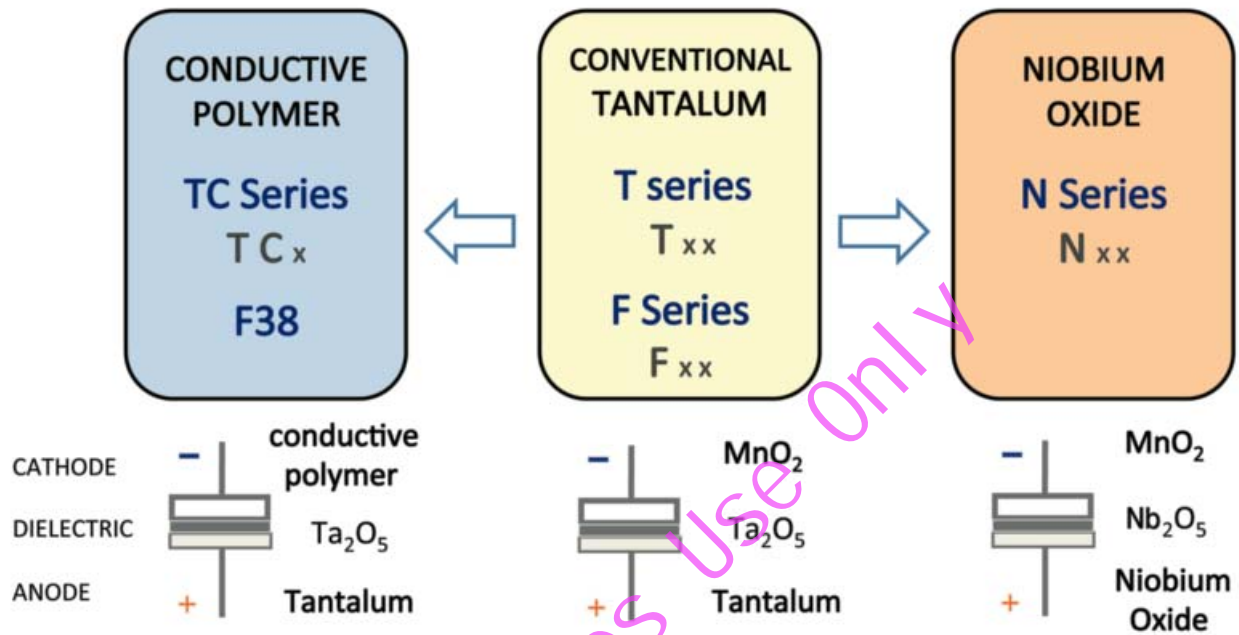 CONDUCTIVE
POLYMER
TC Series
T C x
F38
CONVENTIONAL
TANTALUM
T series
T x x
F Series
F x x
NIOBIUM
OXIDE
N Series
N x x
CATHODE
DIELECTRIC
ANODE
−
conductive
polymer
Ta₂O₅
+
Tantalum
−
MnO₂
Ta₂O₅
+
Tantalum
−
MnO₂
Nb₂O₅
+
Niobium
Oxide
Use Only